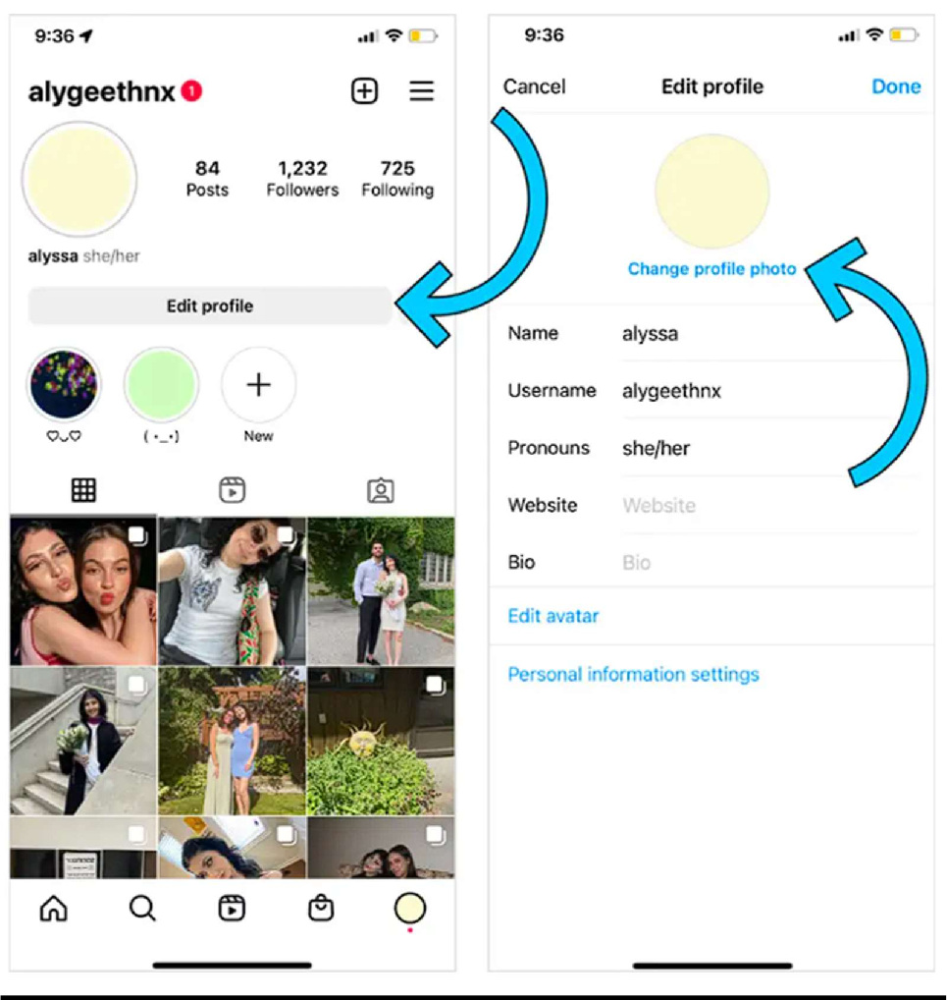 9:36
alygeethnx 1
84 1,232 725
Posts Followers Following
alyssa she/her
Edit profile
♡ᴗ♡ ( •_•) New
9:36
Cancel Edit profile Done
Change profile photo
Name alyssa
Username alygeethnx
Pronouns she/her
Website Website
Bio Bio
Edit avatar
Personal information settings